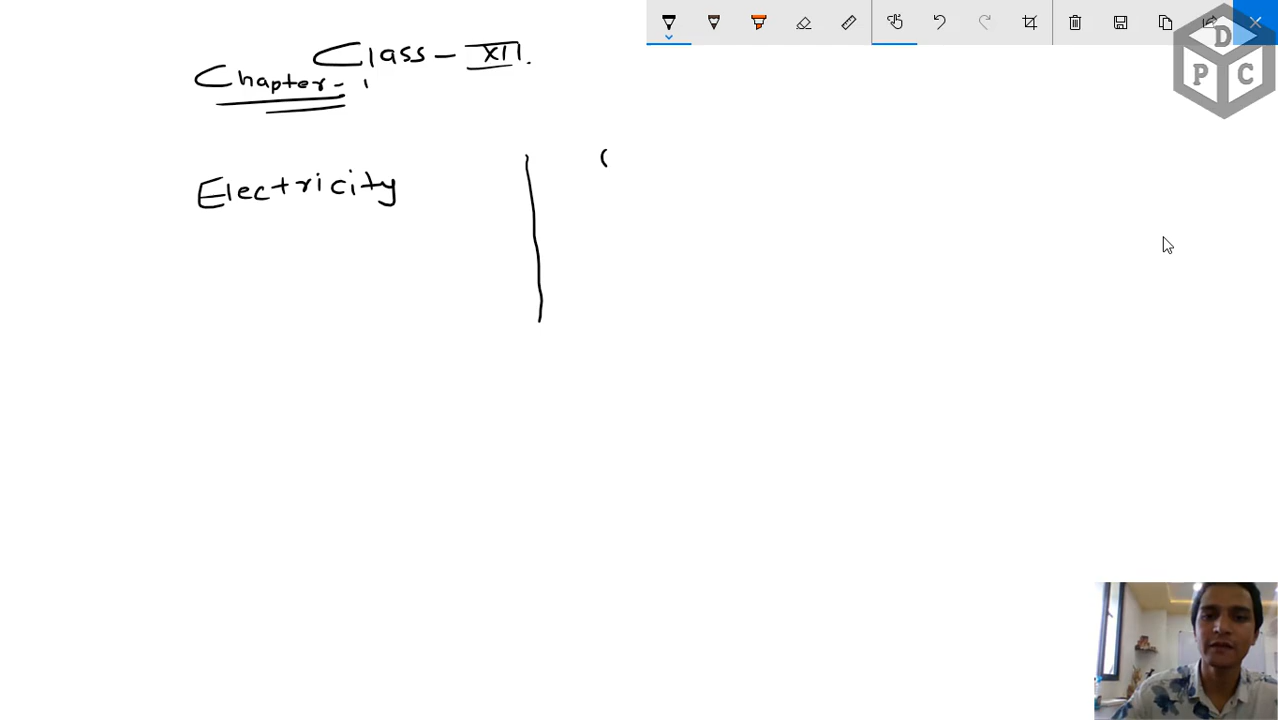 Class - XII.
Chapter - 1
Electricity
(
D
P C